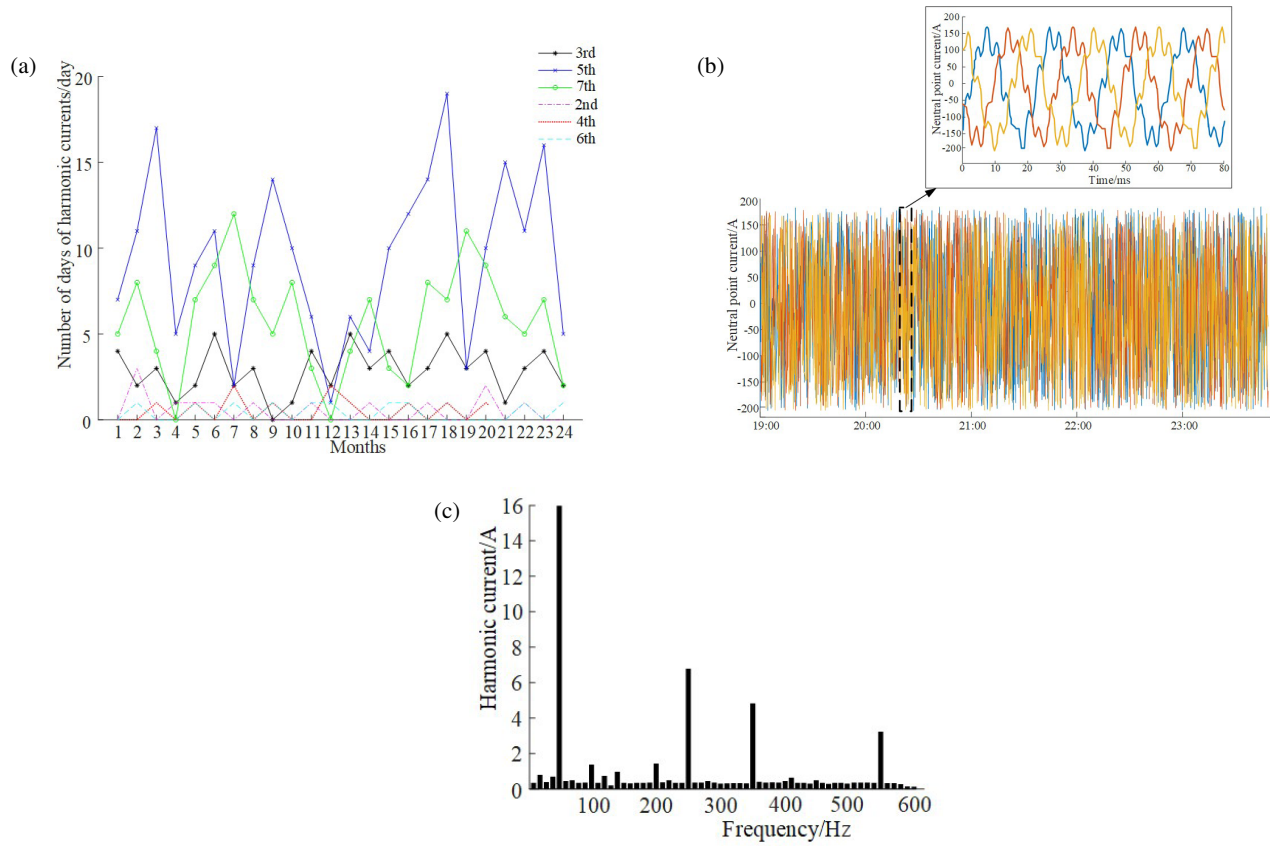 (a)
Number of days of harmonic currents/day
20
15
10
5
0
1 2 3 4 5 6 7 8 9 10 11 12 13 14 15 16 17 18 19 20 21 22 23 24
Months
3rd
5th
7th
2nd
4th
6th
(b)
Neutral point current/A
200
150
100
50
0
-50
-100
-150
-200
0 10 20 30 40 50 60 70 80
Time/ms
Neutral point current/A
200
150
100
50
0
-50
-100
-150
-200
19:00 20:00 21:00 22:00 23:00
(c)
Harmonic current/A
16
14
12
10
8
6
4
2
0
100 200 300 400 500 600
Frequency/Hz